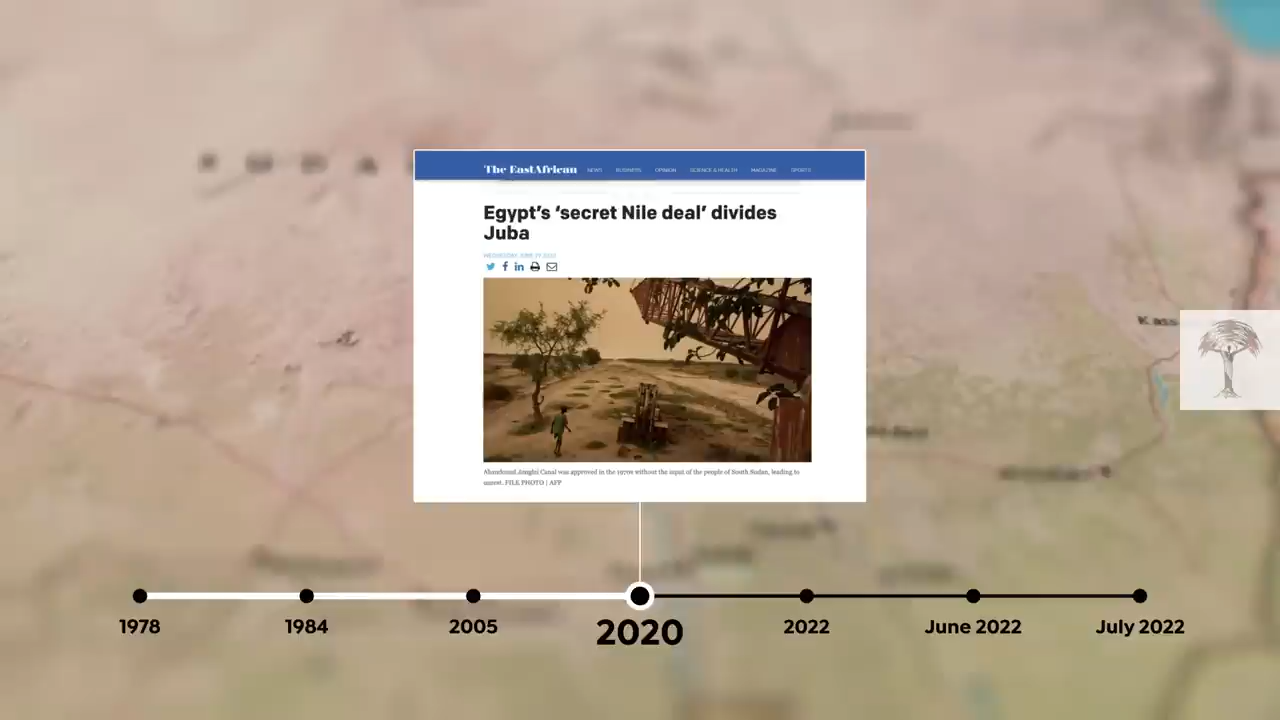 The EastAfrican NEWS BUSINESS OPINION SCIENCE & HEALTH MAGAZINE SPORTS
Egypt's 'secret Nile deal' divides
Juba
Abandoned Jonglei Canal was approved in the 1970s without the input of the people of South Sudan, leading to
unrest. FILE PHOTO | AFP
1978
1984
2005
2020
2022
June 2022
July 2022